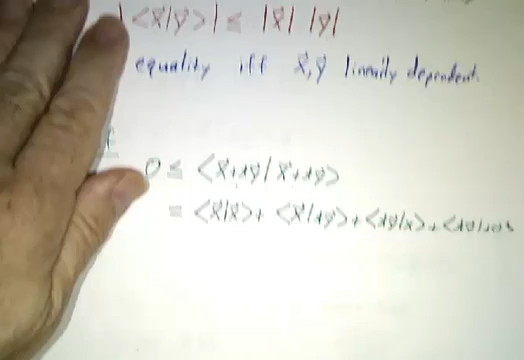 |<x⃗|y⃗>| ≤ |x⃗| |y⃗|
equality iff x⃗,y⃗ linearly dependent.
0 ≤ <x⃗+λy⃗|x⃗+λy⃗>
= <x⃗|x⃗>+ <x⃗|λy⃗>+<λy⃗|x>+<λy⃗|λy⃗>